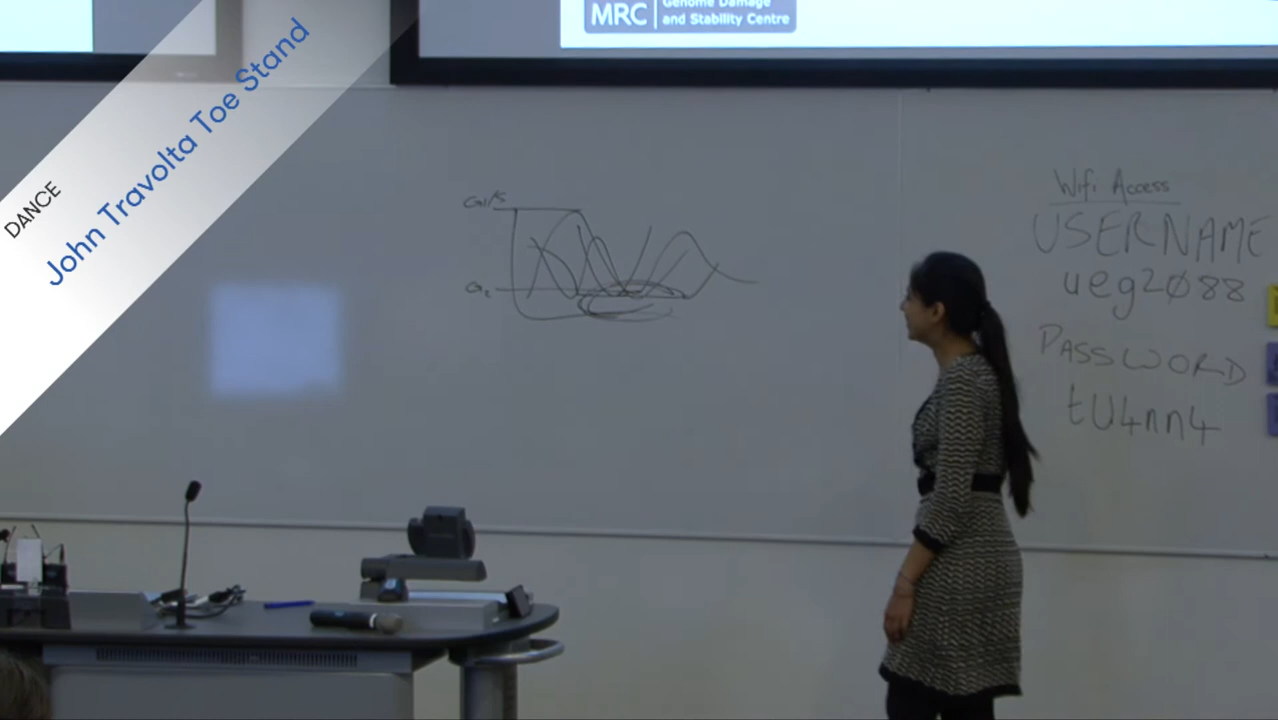 DANCE
John Travolta Toe Stand
MRC
Genome Damage
and Stability Centre
Wifi Access
USERNAME
ueg2088
PASSWORD
tU4nn4